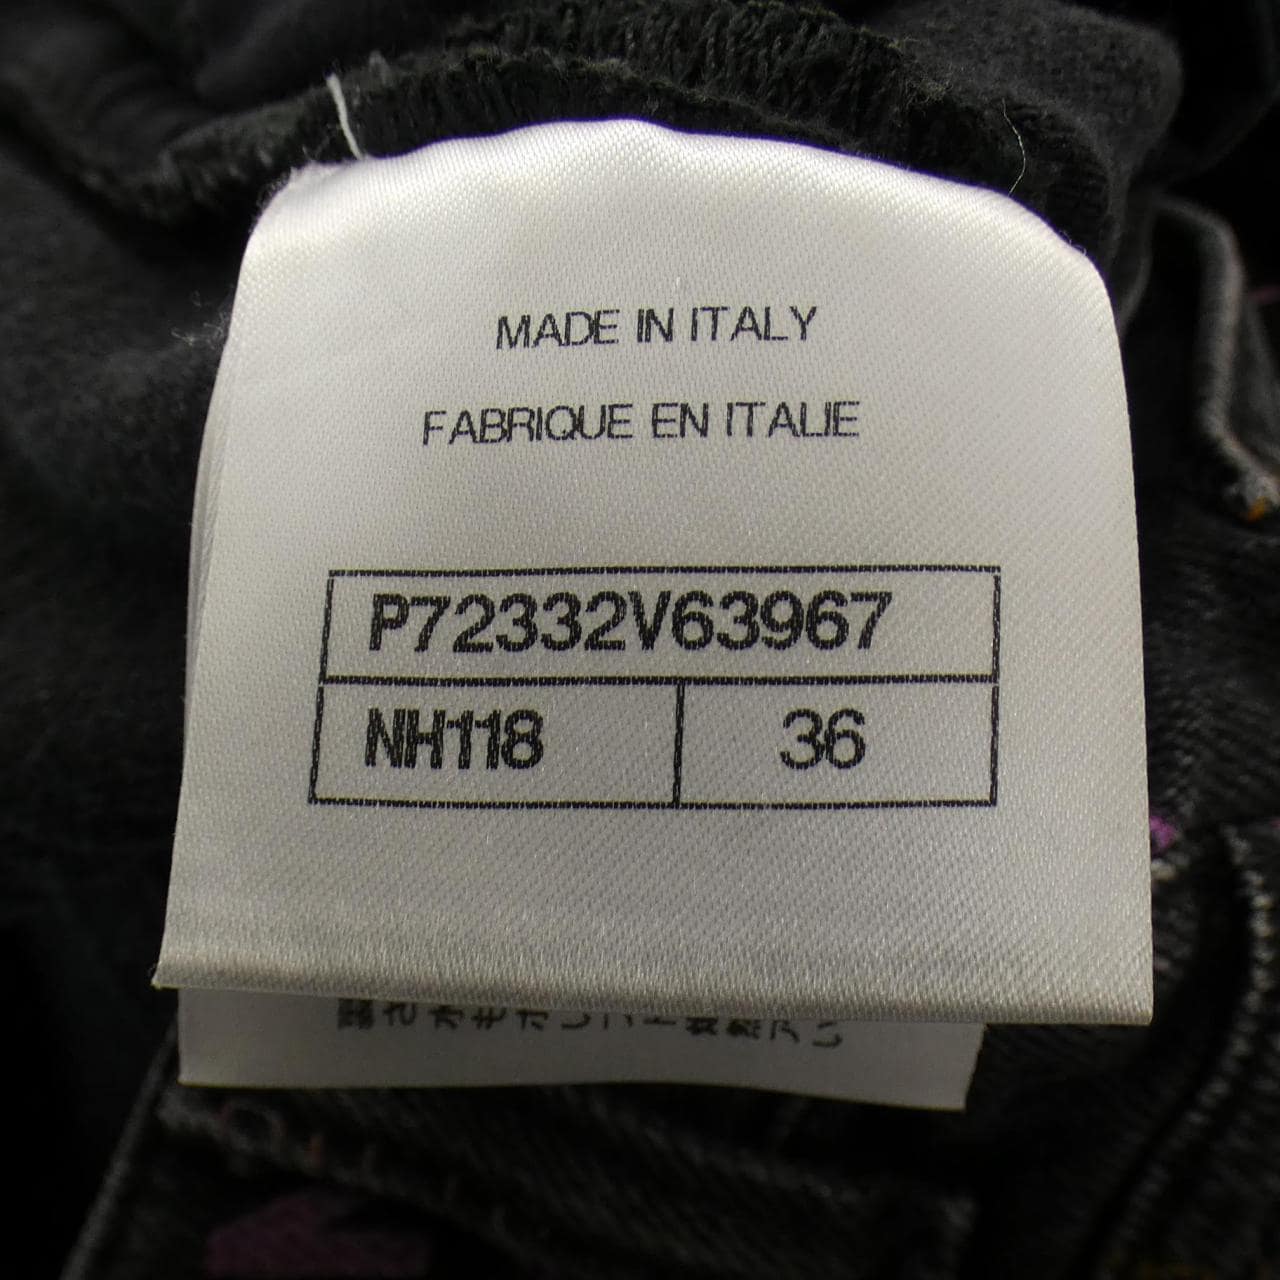 MADE IN ITALY
FABRIQUE EN ITALIE
P72332V63967
NH118 36